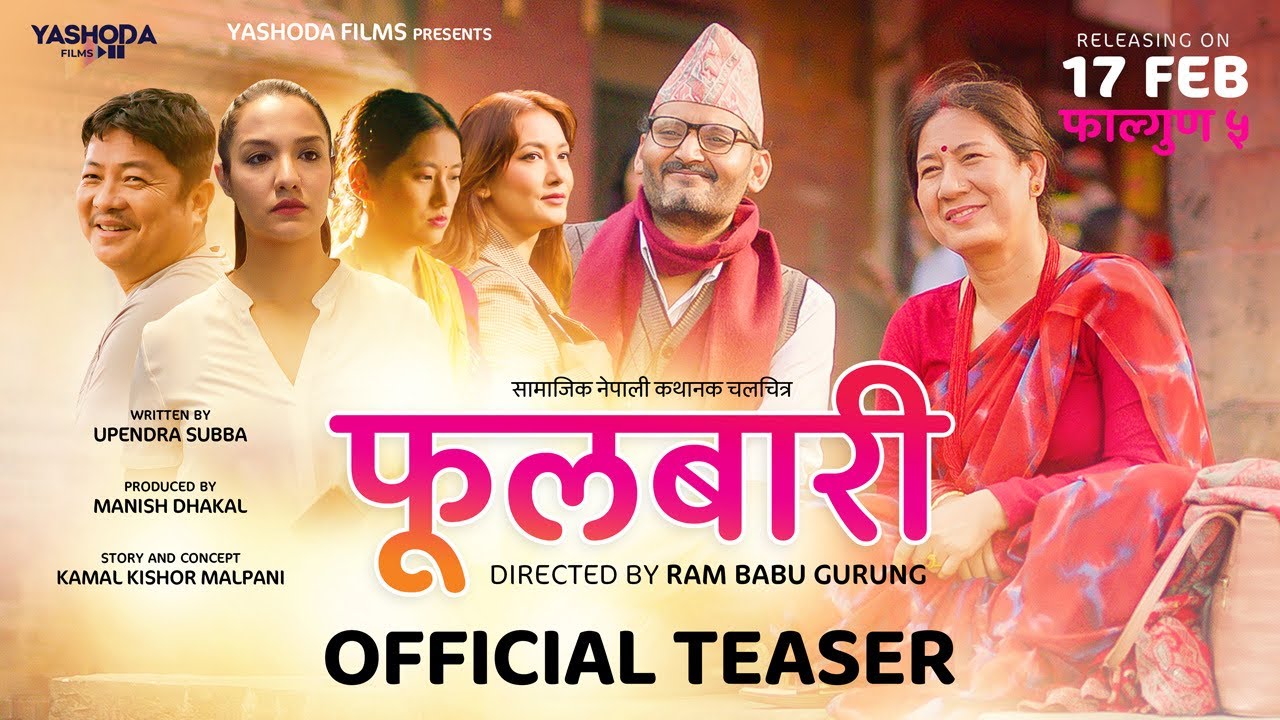 YASHODA
FILMS
YASHODA FILMS PRESENTS
RELEASING ON
17 FEB
फाल्गुण ५
सामाजिक नेपाली कथानक चलचित्र
फूलबारी
DIRECTED BY RAM BABU GURUNG
WRITTEN BY
UPENDRA SUBBA
PRODUCED BY
MANISH DHAKAL
STORY AND CONCEPT
KAMAL KISHOR MALPANI
OFFICIAL TEASER